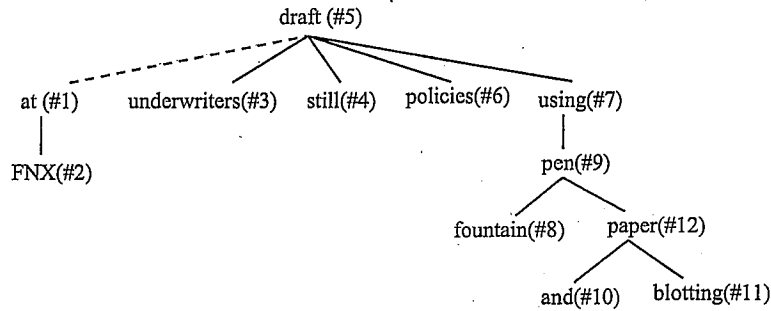 draft (#5)
at (#1) underwriters(#3) still(#4) policies(#6) using(#7)
FNX(#2) pen(#9)
fountain(#8) paper(#12)
and(#10) blotting(#11)